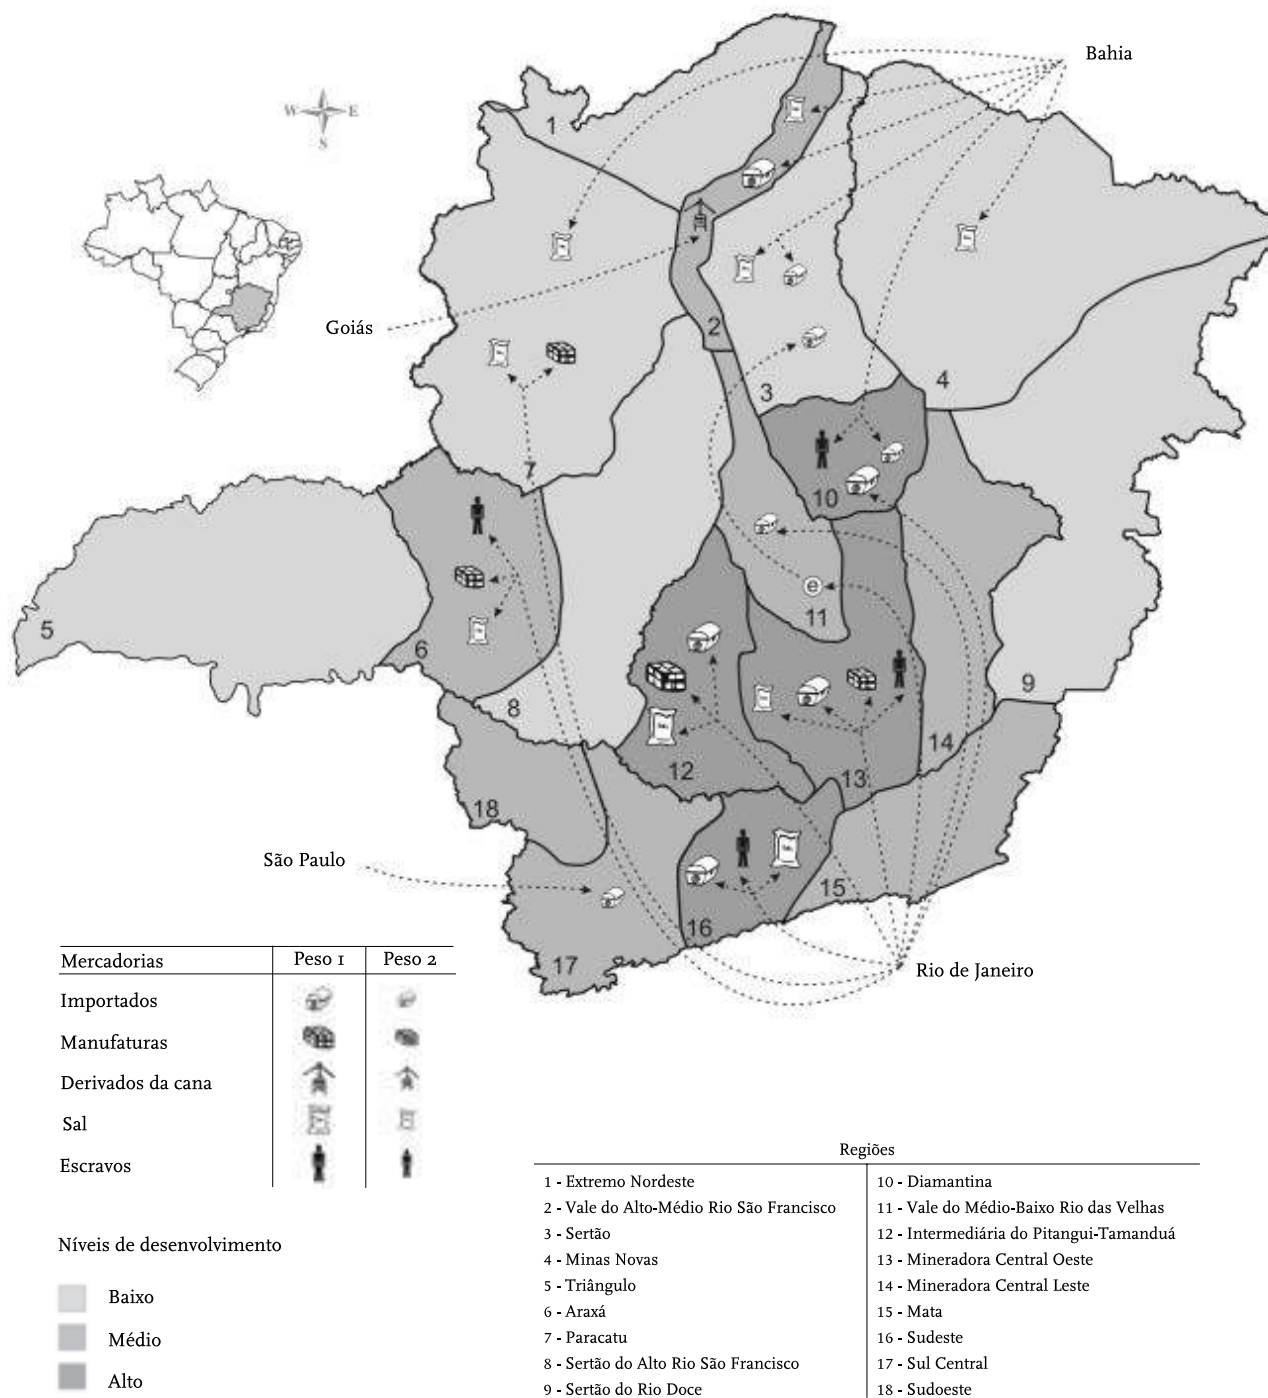 Bahia
W E
S
1
Goiás
2
3
4
7
10
5
6
e
11
8
9
12
13
14
18
São Paulo
15
16
17
Rio de Janeiro
Mercadorias Peso 1 Peso 2
Importados
Manufaturas
Derivados da cana
Sal
Escravos
Níveis de desenvolvimento
Baixo
Médio
Alto
Regiões
1 - Extremo Nordeste
2 - Vale do Alto-Médio Rio São Francisco
3 - Sertão
4 - Minas Novas
5 - Triângulo
6 - Araxá
7 - Paracatu
8 - Sertão do Alto Rio São Francisco
9 - Sertão do Rio Doce
10 - Diamantina
11 - Vale do Médio-Baixo Rio das Velhas
12 - Intermediária do Pitangui-Tamanduá
13 - Mineradora Central Oeste
14 - Mineradora Central Leste
15 - Mata
16 - Sudeste
17 - Sul Central
18 - Sudoeste